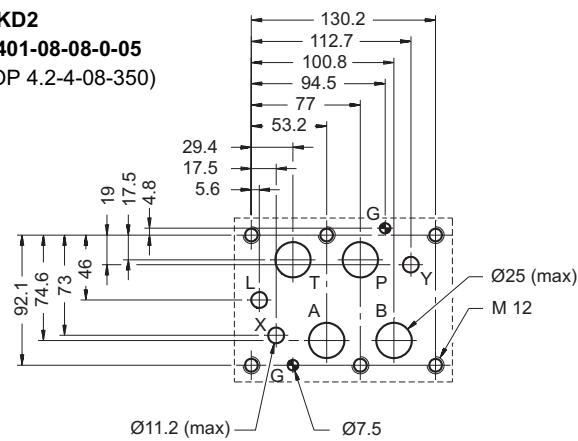 KD2
401-08-08-0-05
OP 4.2-4-08-350)
130.2
112.7
100.8
94.5
77
53.2
29.4
17.5
5.6
19
17.5
4.8
92.1
74.6
73
46
G
T
P
Y
L
A
B
X
G
Ø25 (max)
M 12
Ø11.2 (max)
Ø7.5